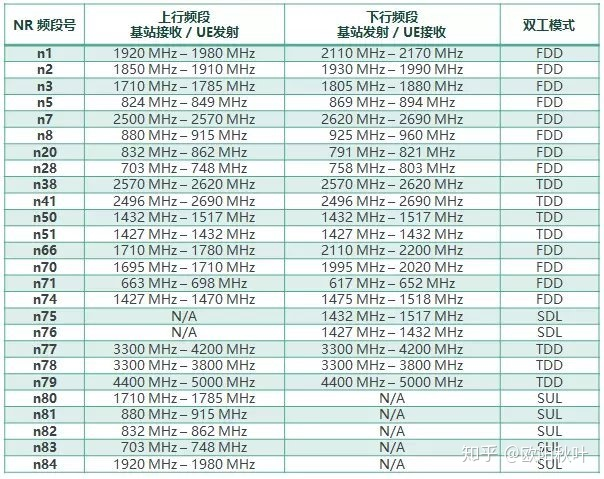 NR 频段号 上行频段 基站接收 / UE发射 下行频段 基站发射 / UE接收 双工模式
n1 1920 MHz – 1980 MHz 2110 MHz – 2170 MHz FDD
n2 1850 MHz – 1910 MHz 1930 MHz – 1990 MHz FDD
n3 1710 MHz – 1785 MHz 1805 MHz – 1880 MHz FDD
n5 824 MHz – 849 MHz 869 MHz – 894 MHz FDD
n7 2500 MHz – 2570 MHz 2620 MHz – 2690 MHz FDD
n8 880 MHz – 915 MHz 925 MHz – 960 MHz FDD
n20 832 MHz – 862 MHz 791 MHz – 821 MHz FDD
n28 703 MHz – 748 MHz 758 MHz – 803 MHz FDD
n38 2570 MHz – 2620 MHz 2570 MHz – 2620 MHz TDD
n41 2496 MHz – 2690 MHz 2496 MHz – 2690 MHz TDD
n50 1432 MHz – 1517 MHz 1432 MHz – 1517 MHz TDD
n51 1427 MHz – 1432 MHz 1427 MHz – 1432 MHz TDD
n66 1710 MHz – 1780 MHz 2110 MHz – 2200 MHz FDD
n70 1695 MHz – 1710 MHz 1995 MHz – 2020 MHz FDD
n71 663 MHz – 698 MHz 617 MHz – 652 MHz FDD
n74 1427 MHz – 1470 MHz 1475 MHz – 1518 MHz FDD
n75 N/A 1432 MHz – 1517 MHz SDL
n76 N/A 1427 MHz – 1432 MHz SDL
n77 3300 MHz – 4200 MHz 3300 MHz – 4200 MHz TDD
n78 3300 MHz – 3800 MHz 3300 MHz – 3800 MHz TDD
n79 4400 MHz – 5000 MHz 4400 MHz – 5000 MHz TDD
n80 1710 MHz – 1785 MHz N/A SUL
n81 880 MHz – 915 MHz N/A SUL
n82 832 MHz – 862 MHz N/A SUL
n83 703 MHz – 748 MHz N/A SUL
n84 1920 MHz – 1980 MHz N/A SUL
知乎 @欧明秋叶